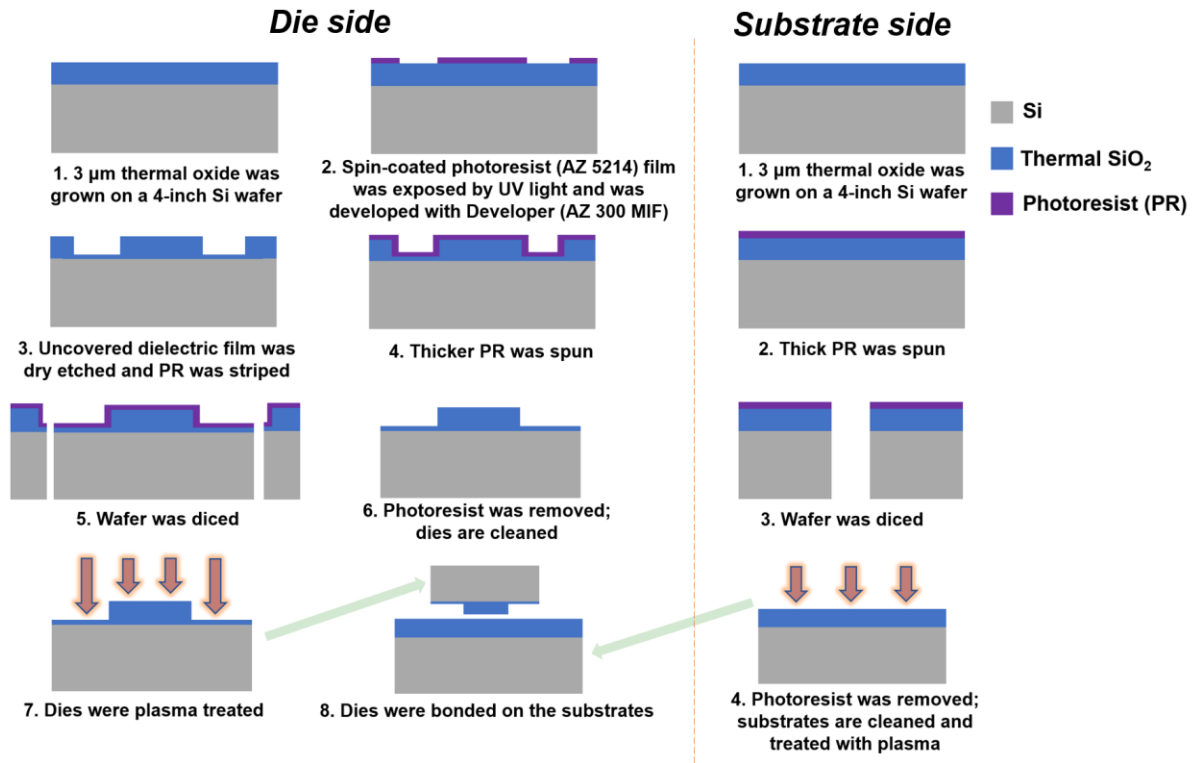 Die side
Substrate side
1. 3 µm thermal oxide was
grown on a 4-inch Si wafer
2. Spin-coated photoresist (AZ 5214) film
was exposed by UV light and was
developed with Developer (AZ 300 MIF)
1. 3 µm thermal oxide was
grown on a 4-inch Si wafer
Si
Thermal SiO₂
Photoresist (PR)
3. Uncovered dielectric film was
dry etched and PR was striped
4. Thicker PR was spun
2. Thick PR was spun
5. Wafer was diced
6. Photoresist was removed;
dies are cleaned
3. Wafer was diced
7. Dies were plasma treated
8. Dies were bonded on the substrates
4. Photoresist was removed;
substrates are cleaned and
treated with plasma